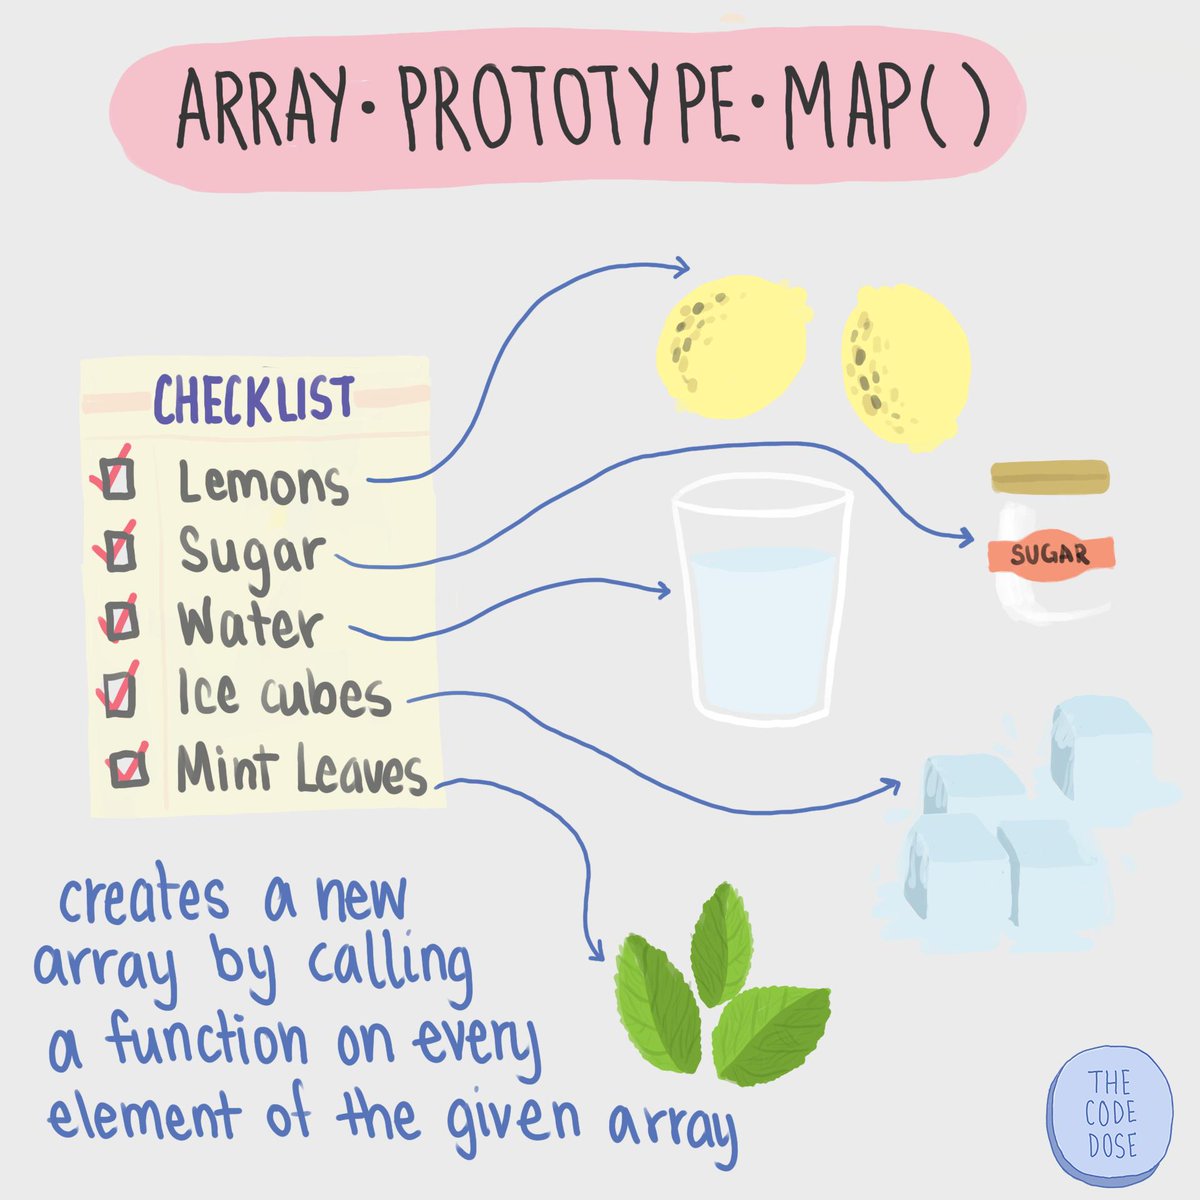 ARRAY.PROTOTYPE.MAP()
CHECKLIST
Lemons
Sugar
Water
Ice cubes
Mint Leaves
SUGAR
creates a new
array by calling
a function on every
element of the given array
THE
CODE
DOSE